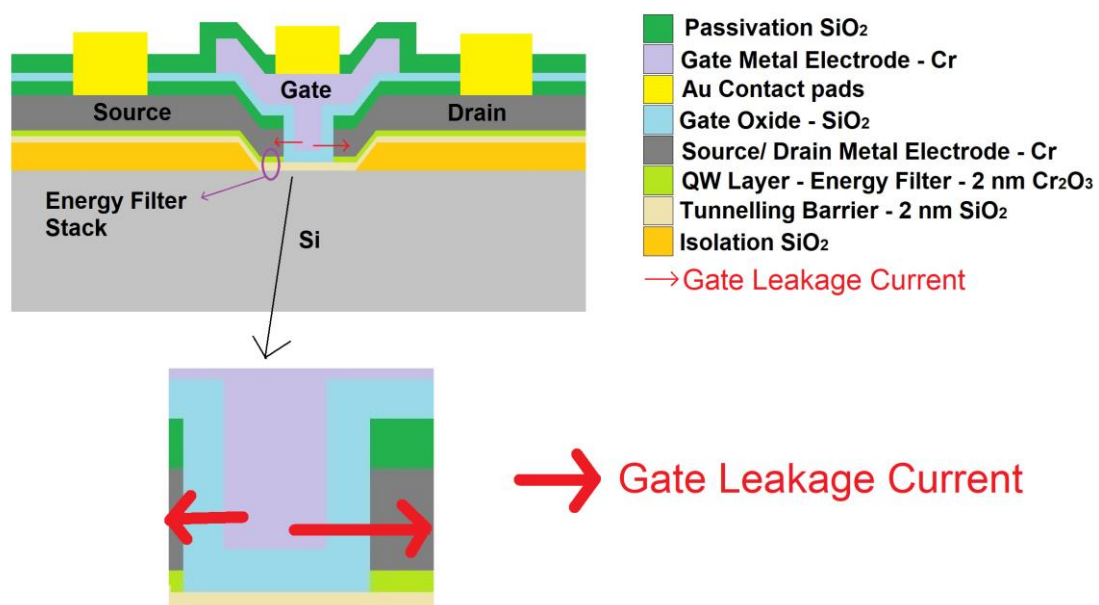 Source
Gate
Drain
Energy Filter
Stack
Si
Passivation SiO₂
Gate Metal Electrode - Cr
Au Contact pads
Gate Oxide - SiO₂
Source/ Drain Metal Electrode - Cr
QW Layer - Energy Filter - 2 nm Cr₂O₃
Tunnelling Barrier - 2 nm SiO₂
Isolation SiO₂
Gate Leakage Current
Gate Leakage Current